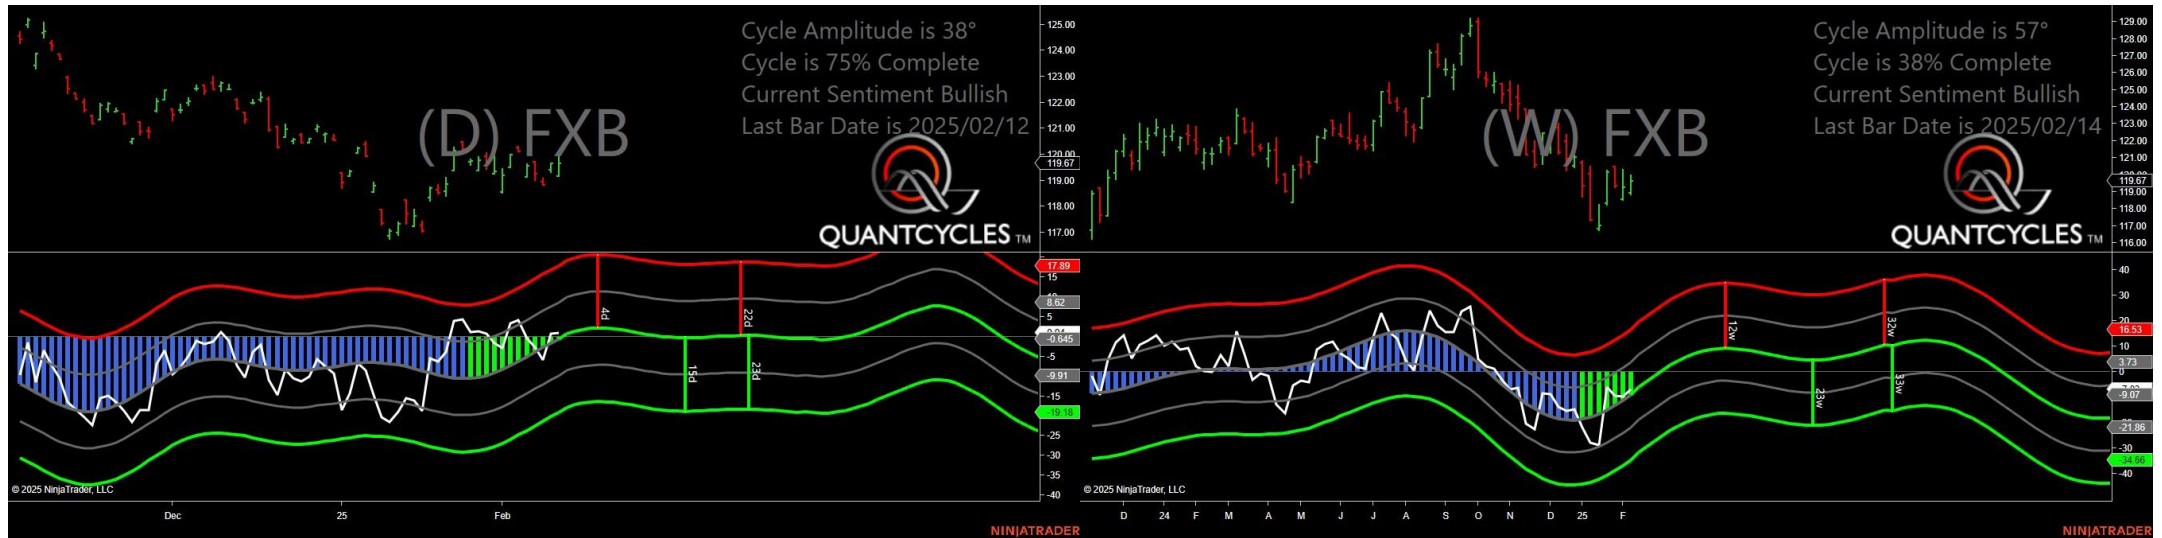 Cycle Amplitude is 38°
Cycle is 75% Complete
Current Sentiment Bullish
Last Bar Date is 2025/02/12
(D) FXB
QUANTCYCLES TM
125.00
124.00
123.00
122.00
121.00
120.00
119.67
119.00
118.00
117.00
17.89
15
8.62
5
-0.645
-5
-9.91
-15
-19.18
-25
-30
-35
-40
4d
22d
15d
23d
© 2025 NinjaTrader, LLC
Dec
25
Feb
NINJATRADER
Cycle Amplitude is 57°
Cycle is 38% Complete
Current Sentiment Bullish
Last Bar Date is 2025/02/14
(W) FXB
QUANTCYCLES TM
129.00
128.00
127.00
126.00
125.00
124.00
123.00
122.00
121.00
119.67
119.00
118.00
117.00
116.00
40
30
20
16.53
10
3.73
0
-9.07
-21.86
-30
-34.66
-40
12w
32w
23w
33w
© 2025 NinjaTrader, LLC
D 24 F M A M J J A S O N D 25 F
NINJATRADER